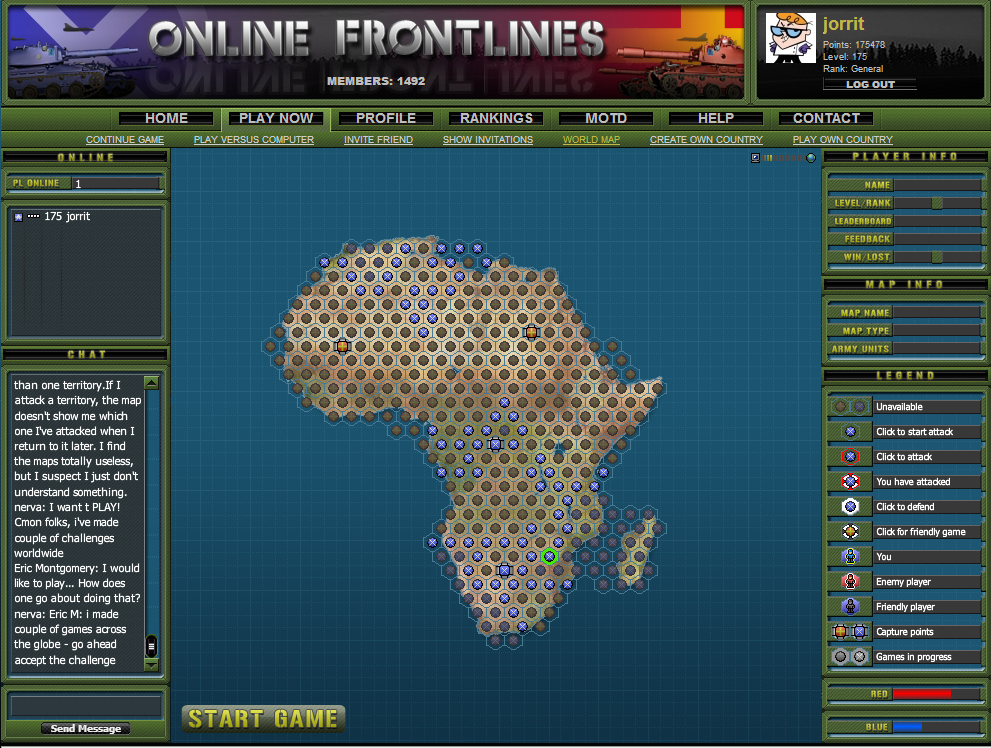 ONLINE FRONTLINES
MEMBERS: 1492
jorrit
Points: 175478
Level: 175
Rank: General
LOG OUT
HOME
PLAY NOW
PROFILE
RANKINGS
MOTD
HELP
CONTACT
CONTINUE GAME
PLAY VERSUS COMPUTER
INVITE FRIEND
SHOW INVITATIONS
WORLD MAP
CREATE OWN COUNTRY
PLAY OWN COUNTRY
ONLINE
PL ONLINE 1
175 jorrit
CHAT
than one territory.If I
attack a territory, the map
doesn't show me which
one I've attacked when I
return to it later. I find
the maps totally useless,
but I suspect I just don't
understand something.
nerva: I want t PLAY!
Cmon folks, i've made
couple of challenges
worldwide
Eric Montgomery: I would
like to play... How does
one go about doing that?
nerva: Eric M: i made
couple of games across
the globe - go ahead
accept the challenge
Send Message
START GAME
PLAYER INFO
NAME
LEVEL/RANK
LEADERBOARD
FEEDBACK
WIN/LOST
MAP INFO
MAP NAME
MAP TYPE
ARMY UNITS
LEGEND
Unavailable
Click to start attack
Click to attack
You have attacked
Click to defend
Click for friendly game
You
Enemy player
Friendly player
Capture points
Games in progress
RED
BLUE